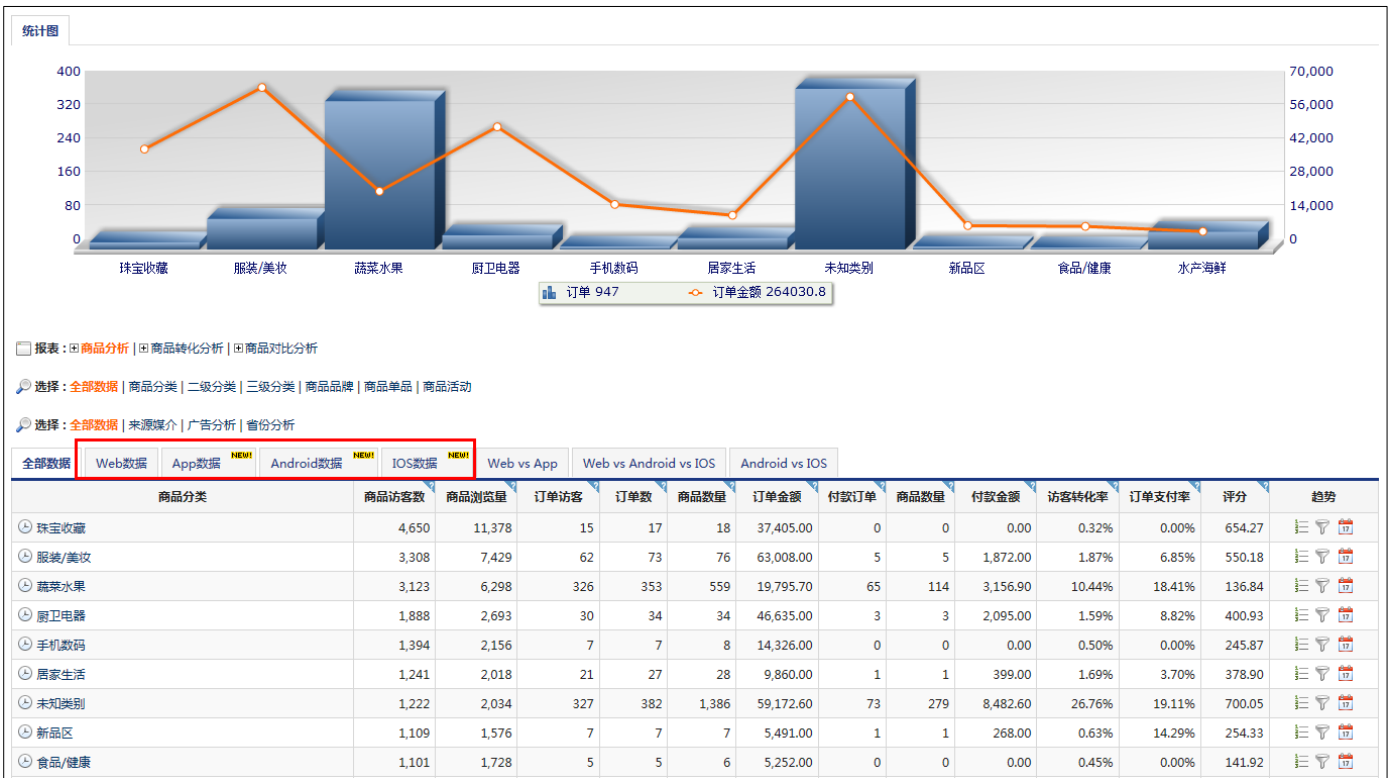 统计图
400 70,000
320 56,000
240 42,000
160 28,000
80 14,000
0 0
珠宝收藏 服装/美妆 蔬菜水果 厨卫电器 手机数码 居家生活 未知类别 新品区 食品/健康 水产海鲜
订单 947 订单金额 264030.8
报表：商品分析 | 商品转化分析 | 商品对比分析
选择：全部数据 | 商品分类 | 二级分类 | 三级分类 | 商品品牌 | 商品单品 | 商品活动
选择：全部数据 | 来源媒介 | 广告分析 | 省份分析
全部数据 Web数据 App数据 NEW! Android数据 NEW! IOS数据 NEW! Web vs App Web vs Android vs IOS Android vs IOS
商品分类 商品访客数 ? 商品浏览量 ? 订单访客 ? 订单数 ? 商品数量 ? 订单金额 ? 付款订单 ? 商品数量 ? 付款金额 ? 访客转化率 ? 订单支付率 ? 评分 ? 趋势
珠宝收藏 4,650 11,378 15 17 18 37,405.00 0 0 0.00 0.32% 0.00% 654.27 17
服装/美妆 3,308 7,429 62 73 76 63,008.00 5 5 1,872.00 1.87% 6.85% 550.18 17
蔬菜水果 3,123 6,298 326 353 559 19,795.70 65 114 3,156.90 10.44% 18.41% 136.84 17
厨卫电器 1,888 2,693 30 34 34 46,635.00 3 3 2,095.00 1.59% 8.82% 400.93 17
手机数码 1,394 2,156 7 7 8 14,326.00 0 0 0.00 0.50% 0.00% 245.87 17
居家生活 1,241 2,018 21 27 28 9,860.00 1 1 399.00 1.69% 3.70% 378.90 17
未知类别 1,222 2,034 327 382 1,386 59,172.60 73 279 8,482.60 26.76% 19.11% 700.05 17
新品区 1,109 1,576 7 7 7 5,491.00 1 1 268.00 0.63% 14.29% 254.33 17
食品/健康 1,101 1,728 5 5 6 5,252.00 0 0 0.00 0.45% 0.00% 141.92 17